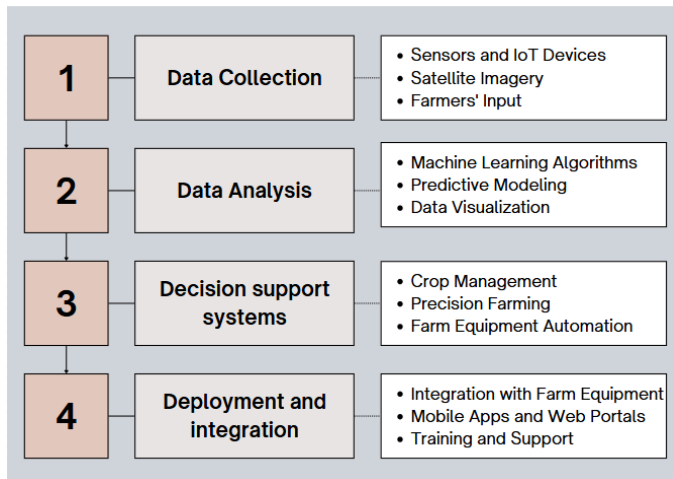 1
Data Collection
• Sensors and IoT Devices
• Satellite Imagery
• Farmers' Input
2
Data Analysis
• Machine Learning Algorithms
• Predictive Modeling
• Data Visualization
3
Decision support
systems
• Crop Management
• Precision Farming
• Farm Equipment Automation
4
Deployment and
integration
• Integration with Farm Equipment
• Mobile Apps and Web Portals
• Training and Support